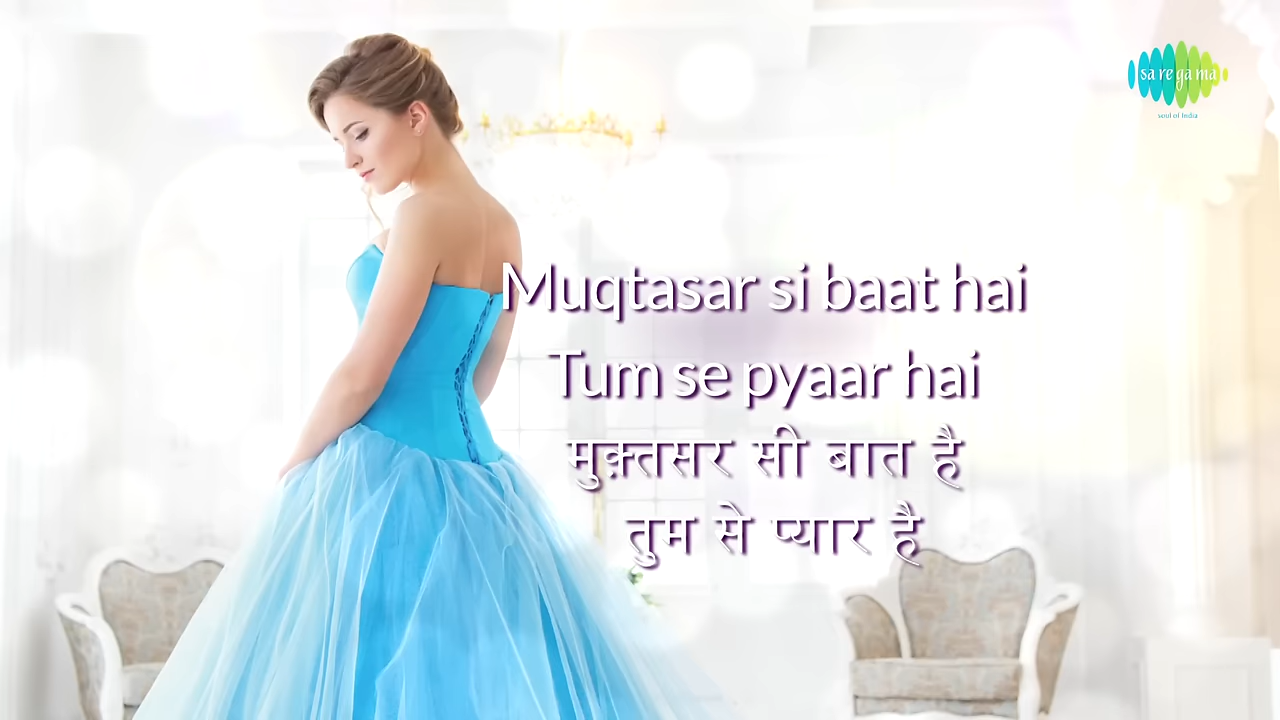 sa re ga ma
soul of India
Muqtasar si baat hai
Tum se pyaar hai
मुक़्तसर सी बात है
तुम से प्यार है